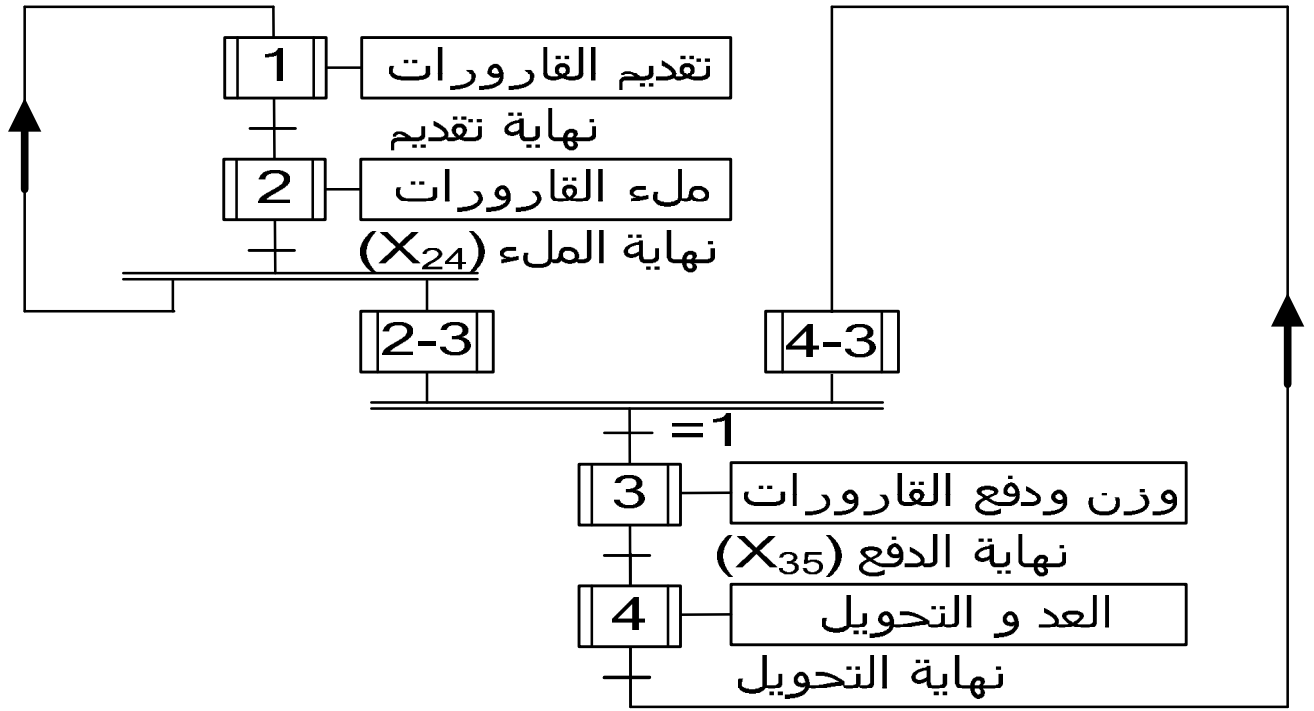 1 تقديم القارورات
نهاية تقديم
2 ملء القارورات
نهاية الملء (X24)
2-3
4-3
=1
3 وزن ودفع القارورات
نهاية الدفع (X35)
4 العد و التحويل
نهاية التحويل